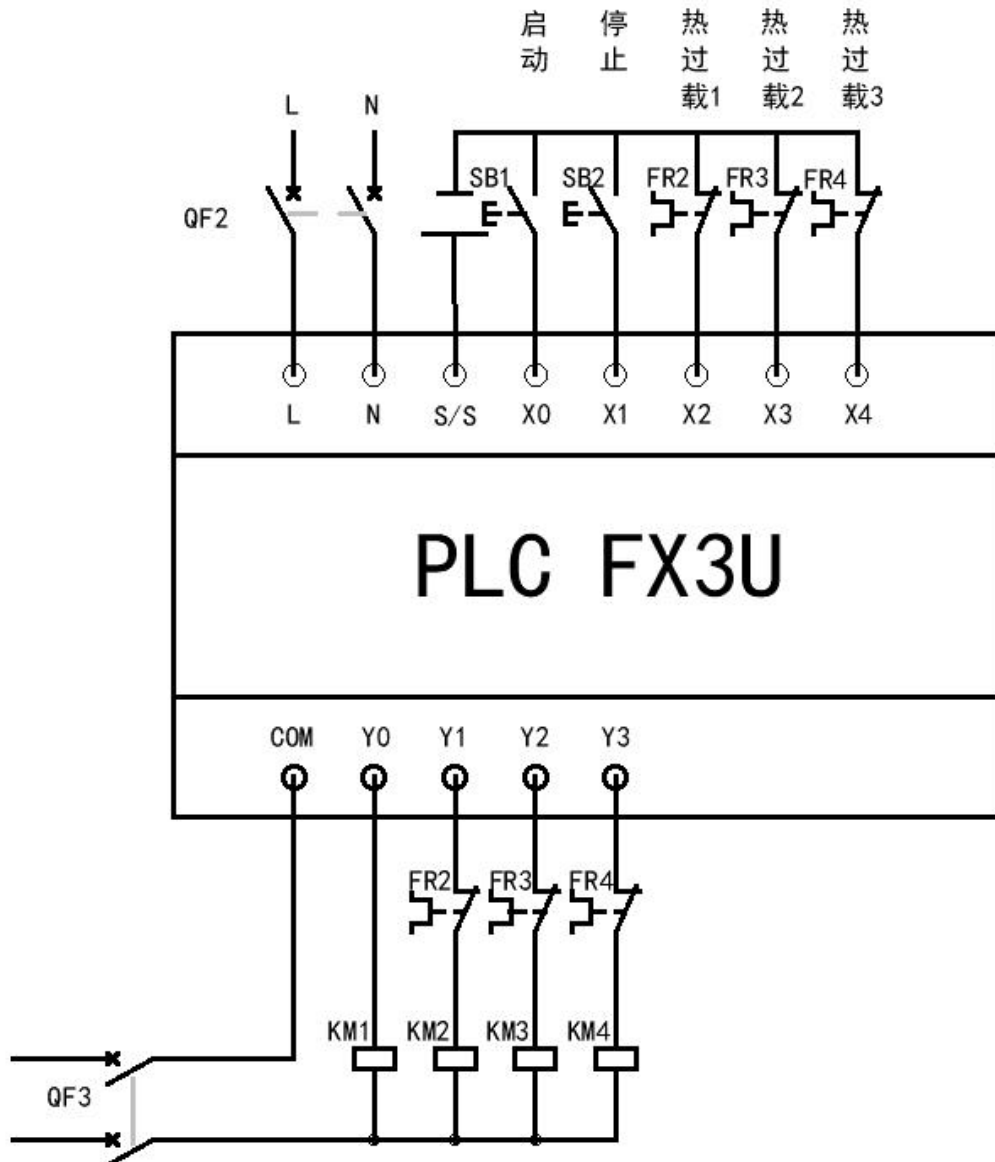 启动 停止 热过载1 热过载2 热过载3
L N
SB1 SB2 FR2 FR3 FR4
QF2
L N S/S X0 X1 X2 X3 X4
PLC FX3U
COM Y0 Y1 Y2 Y3
FR2 FR3 FR4
KM1 KM2 KM3 KM4
QF3